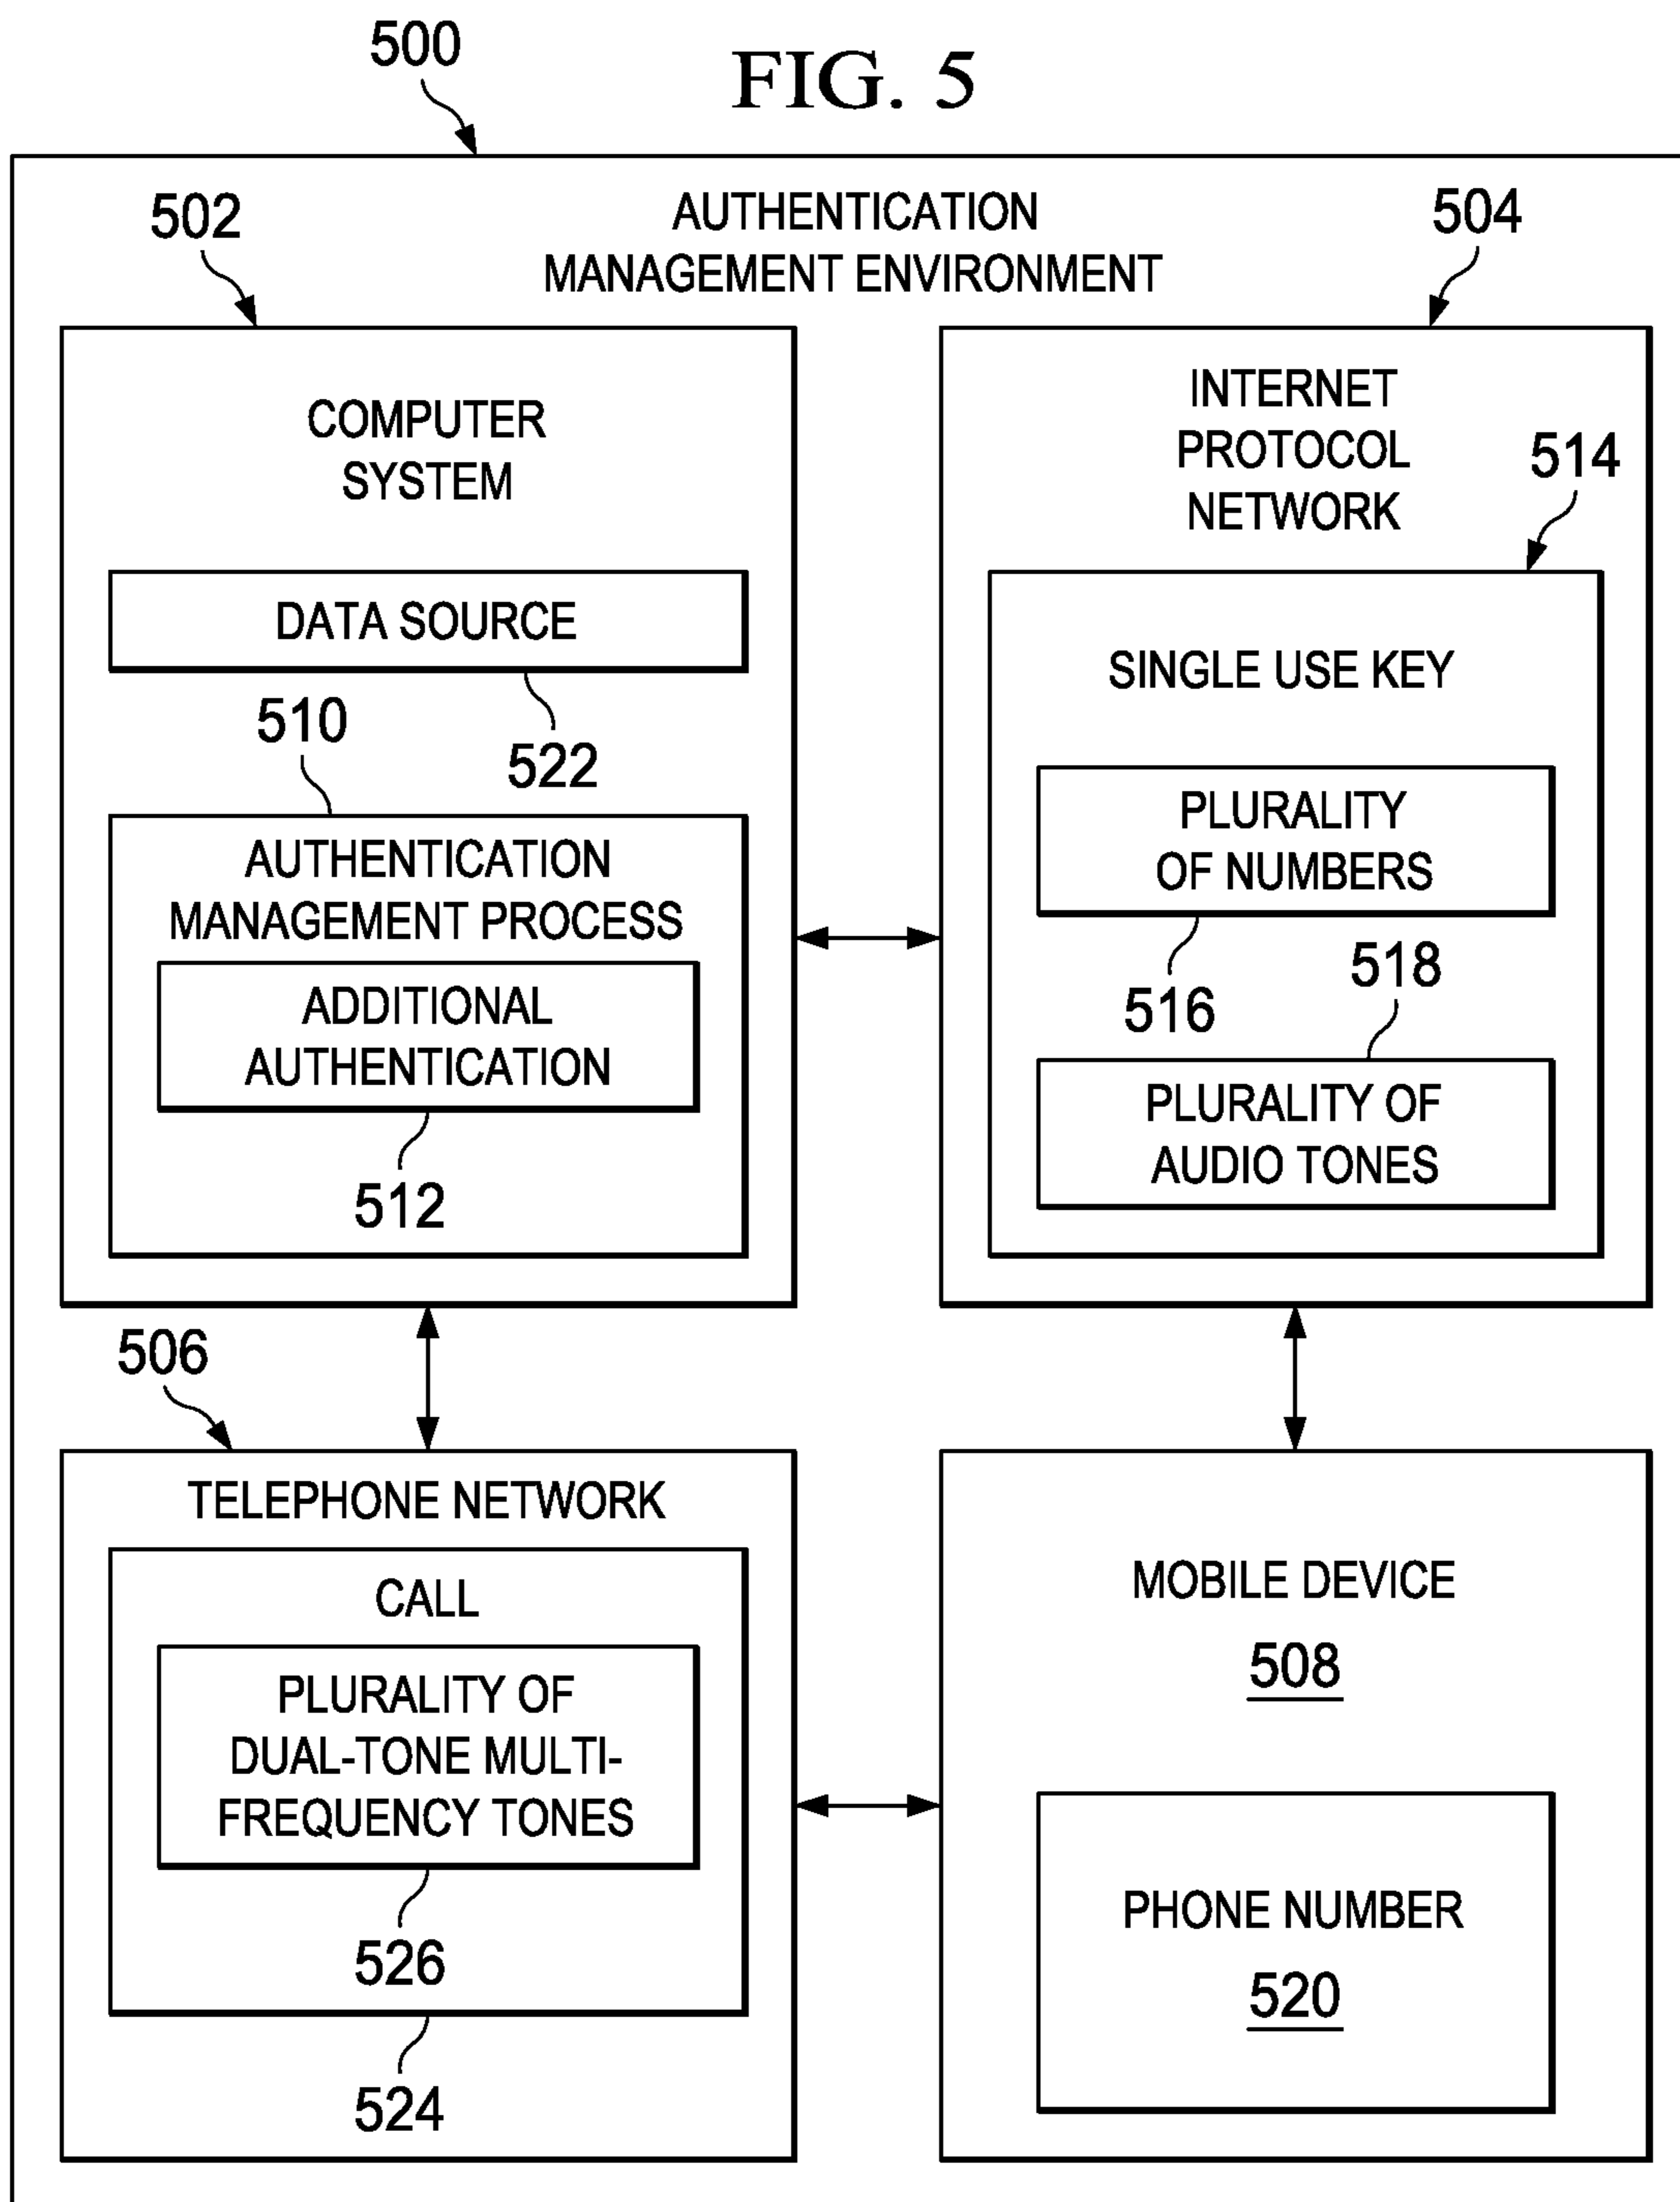 500
FIG. 5
AUTHENTICATION
MANAGEMENT ENVIRONMENT
502
504
COMPUTER
SYSTEM
DATA SOURCE
522
510
AUTHENTICATION
MANAGEMENT PROCESS
ADDITIONAL
AUTHENTICATION
512
INTERNET
PROTOCOL
NETWORK
514
SINGLE USE KEY
PLURALITY
OF NUMBERS
516
518
PLURALITY OF
AUDIO TONES
506
TELEPHONE NETWORK
CALL
PLURALITY OF
DUAL-TONE MULTI-
FREQUENCY TONES
526
524
MOBILE DEVICE
508
PHONE NUMBER
520